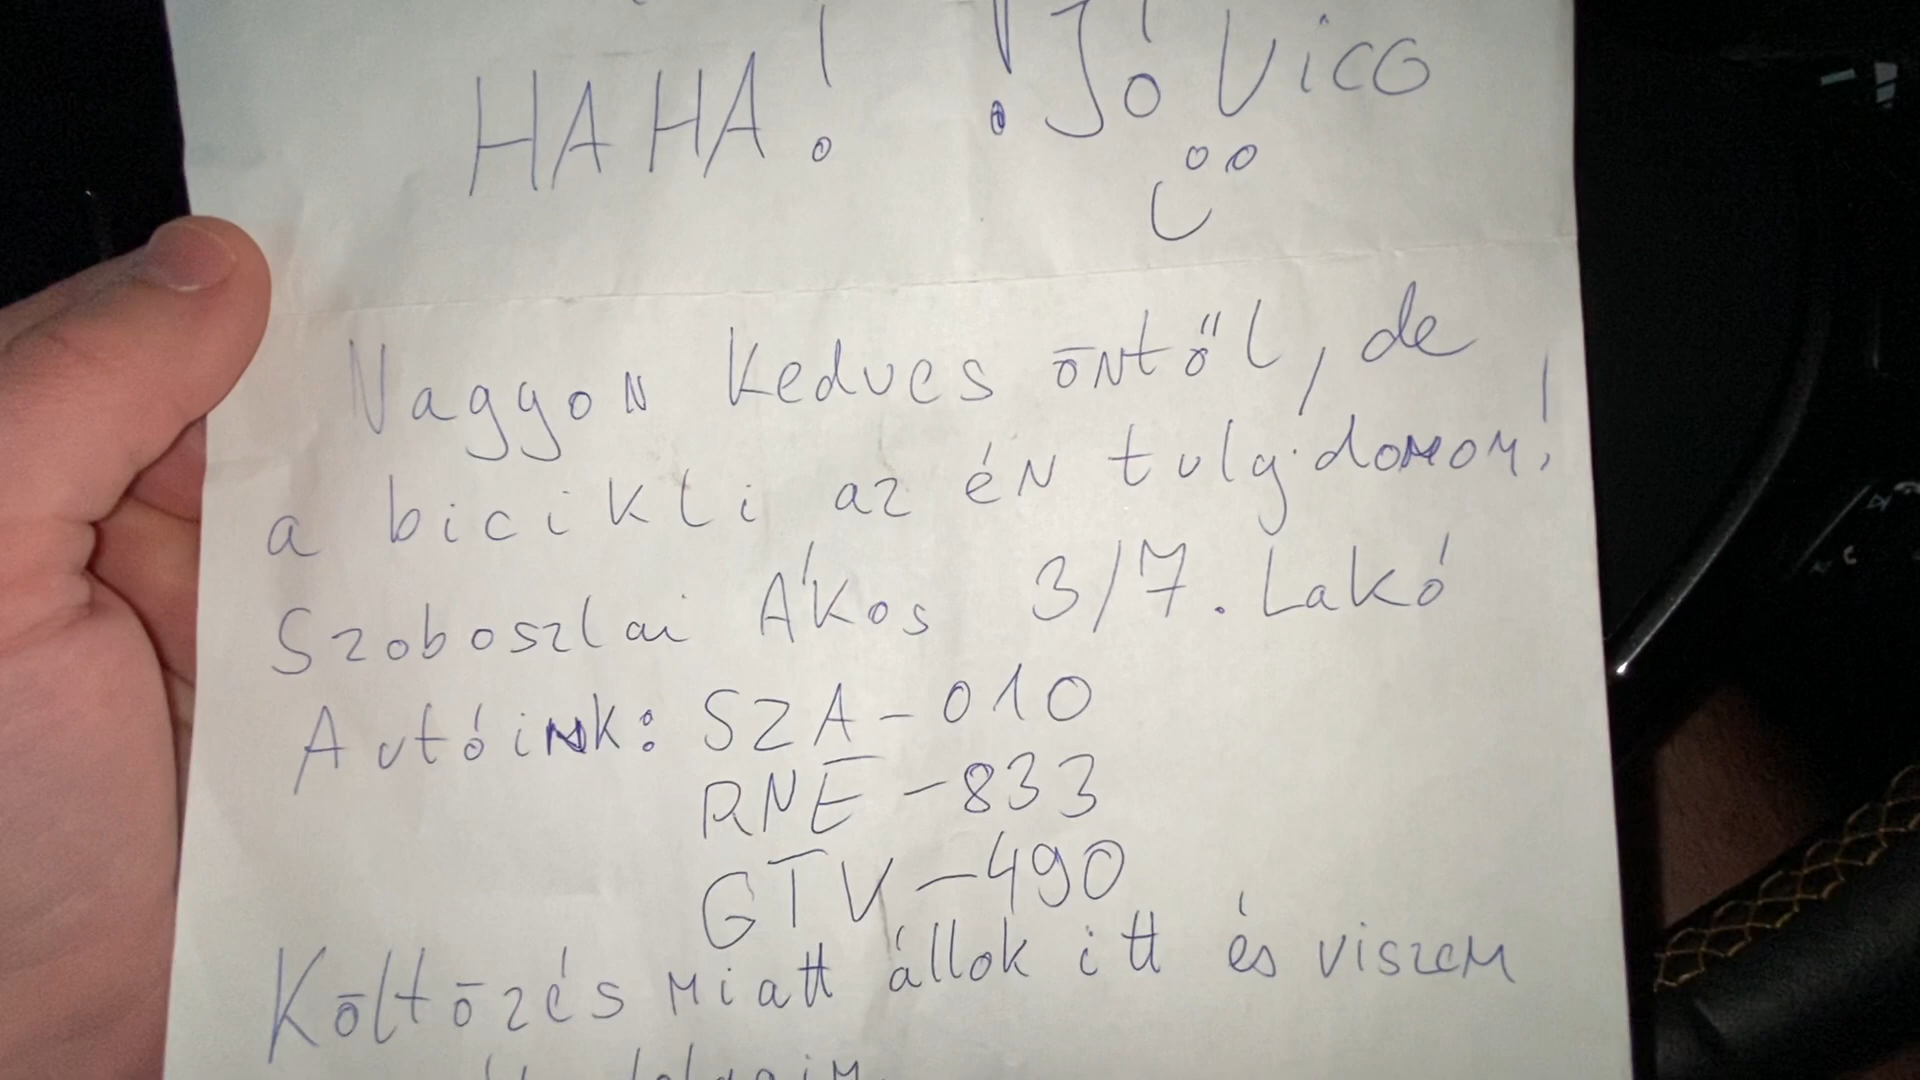 HAHA! !Jó Vicc
Naggyon kedves öntől, de
a bicikli az én tulgidonom!
Szoboszlai Ákos 3/7. Lakó
Autóink: SZA-010
RNE-833
GTV-490
Költözés miatt állok itt és viszem